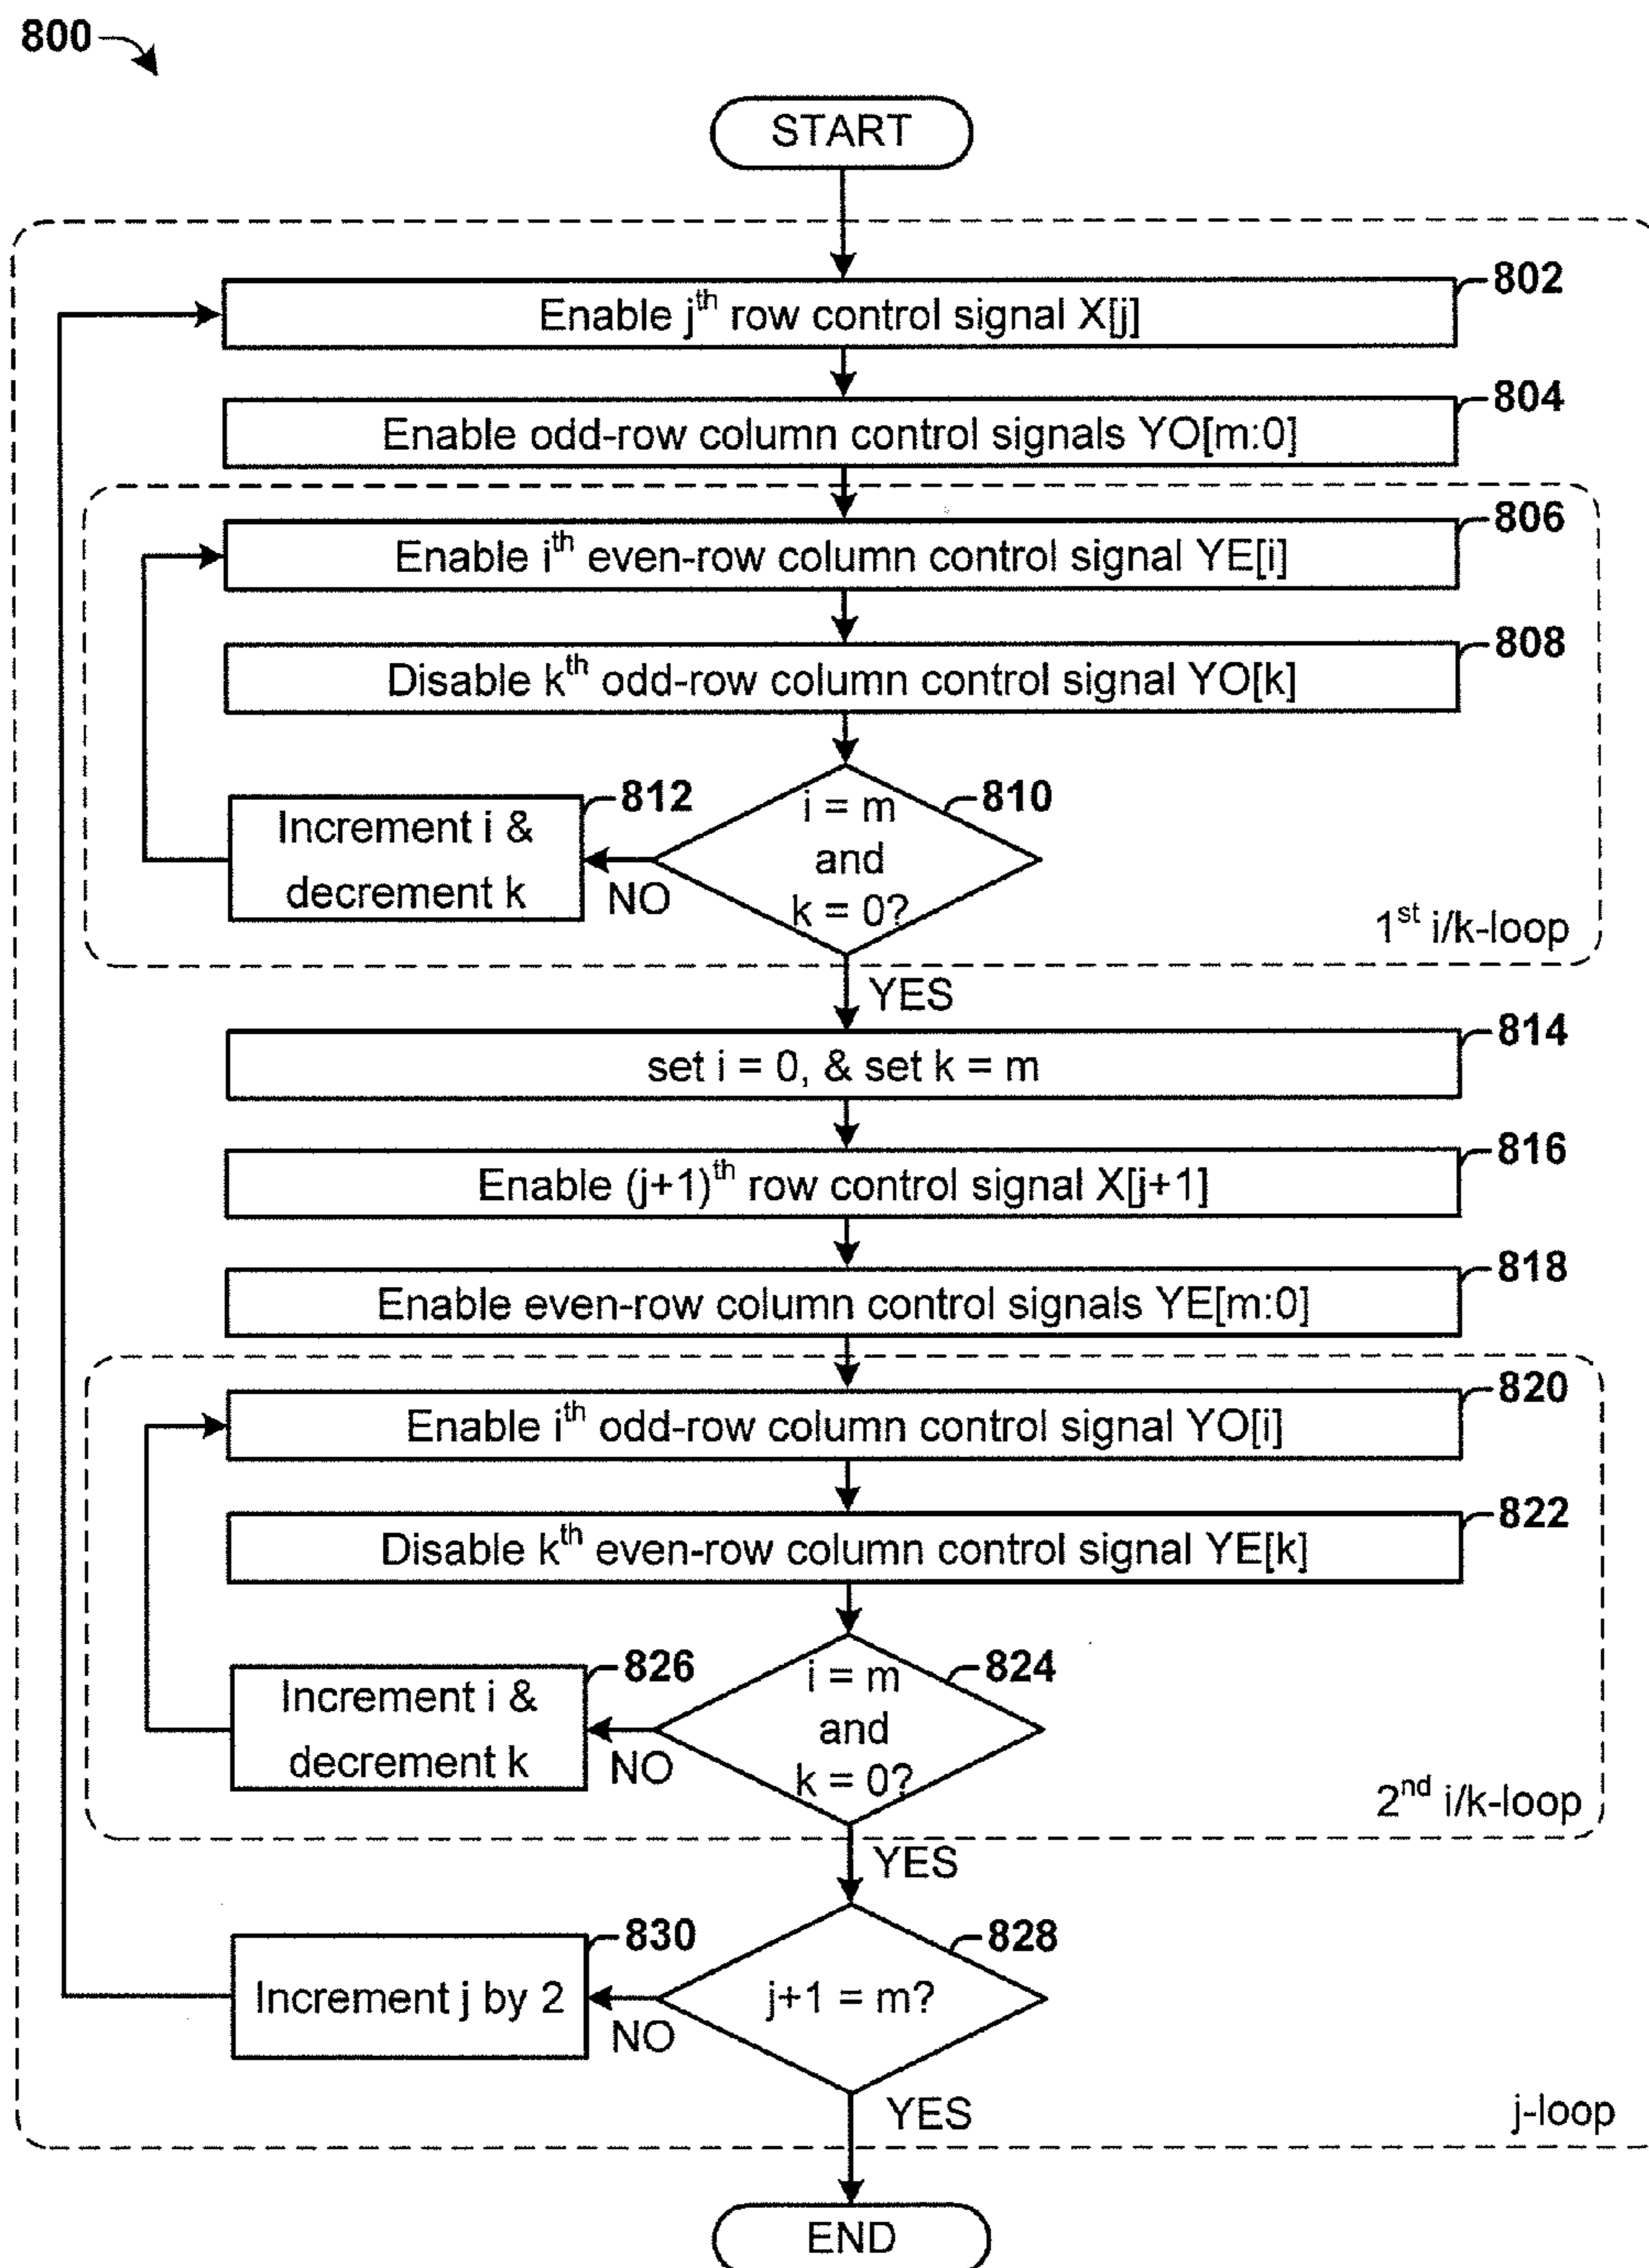 800
START
802
Enable jth row control signal X[j]
804
Enable odd-row column control signals YO[m:0]
806
Enable ith even-row column control signal YE[i]
808
Disable kth odd-row column control signal YO[k]
812
810
Increment i &
decrement k
i = m
and
k = 0?
NO
1st i/k-loop
YES
814
set i = 0, & set k = m
816
Enable (j+1)th row control signal X[j+1]
818
Enable even-row column control signals YE[m:0]
820
Enable ith odd-row column control signal YO[i]
822
Disable kth even-row column control signal YE[k]
826
824
Increment i &
decrement k
i = m
and
k = 0?
NO
2nd i/k-loop
YES
830
828
Increment j by 2
j+1 = m?
NO
YES
j-loop
END